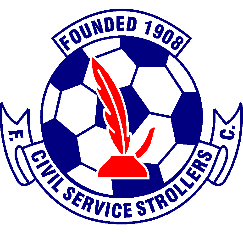 FOUNDED 1908
F. C.
CIVIL SERVICE STROLLERS